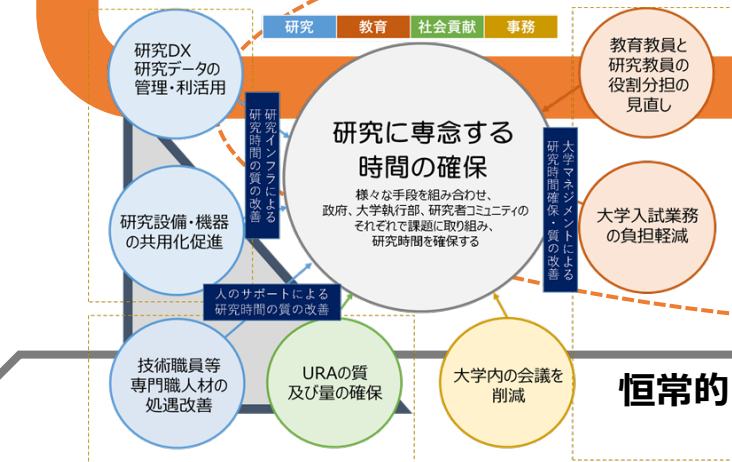 研究 教育 社会貢献 事務
研究DX
研究データの
管理・利活用
研究設備・機器
の共用化促進
技術職員等
専門職人材の
処遇改善
研究インフラによる
研究時間の質の改善
人のサポートによる
研究時間の質の改善
研究に専念する
時間の確保
様々な手段を組み合わせ、
政府、大学執行部、研究者コミュニティの
それぞれで課題に取り組み、
研究時間を確保する
URAの質
及び量の確保
大学内の会議を
削減
大学マネジメントによる
研究時間確保・質の改善
教育教員と
研究教員の
役割分担の
見直し
大学入試業務
の負担軽減
恒常的